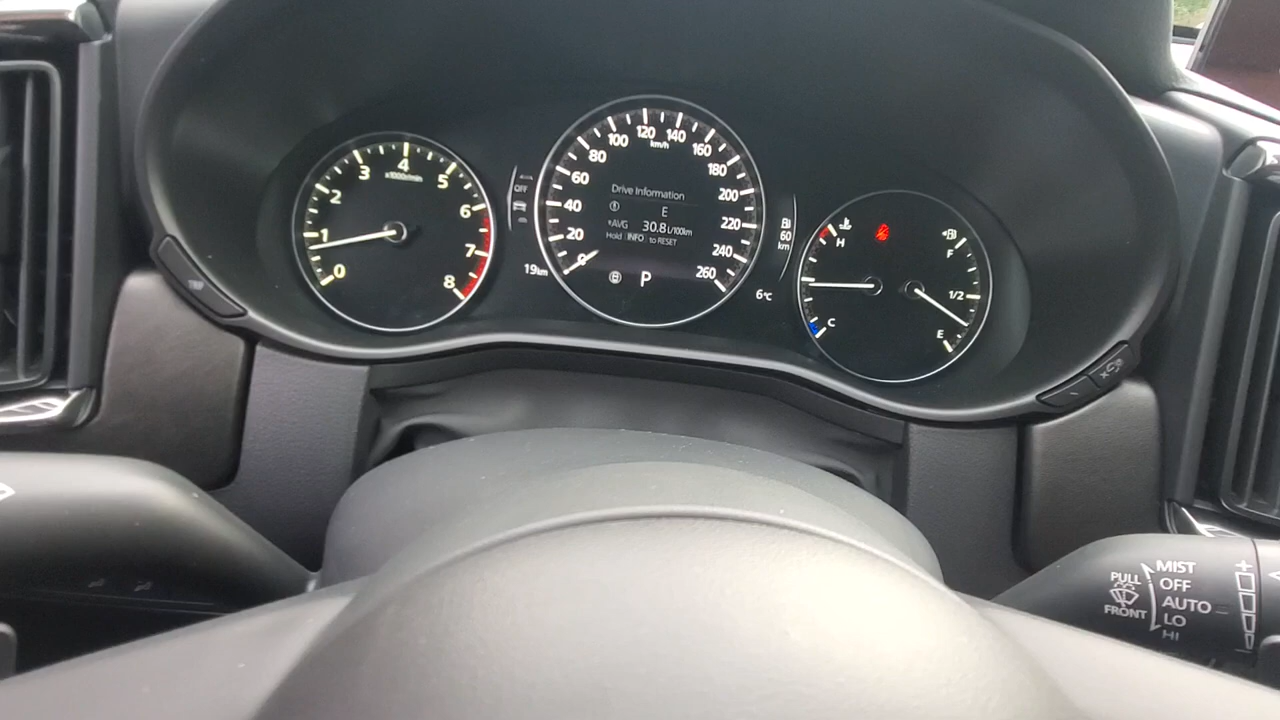 0
1
2
3
4
5
6
7
8
x1000r/min
OFF
19km
0
20
40
60
80
100
120
140
160
180
200
220
240
260
km/h
Drive Information
E
AVG 30.8L/100km
Hold INFO to RESET
P
60
km
6℃
H
C
F
1/2
E
TRIP
PULL
FRONT
MIST
OFF
AUTO
LO
HI